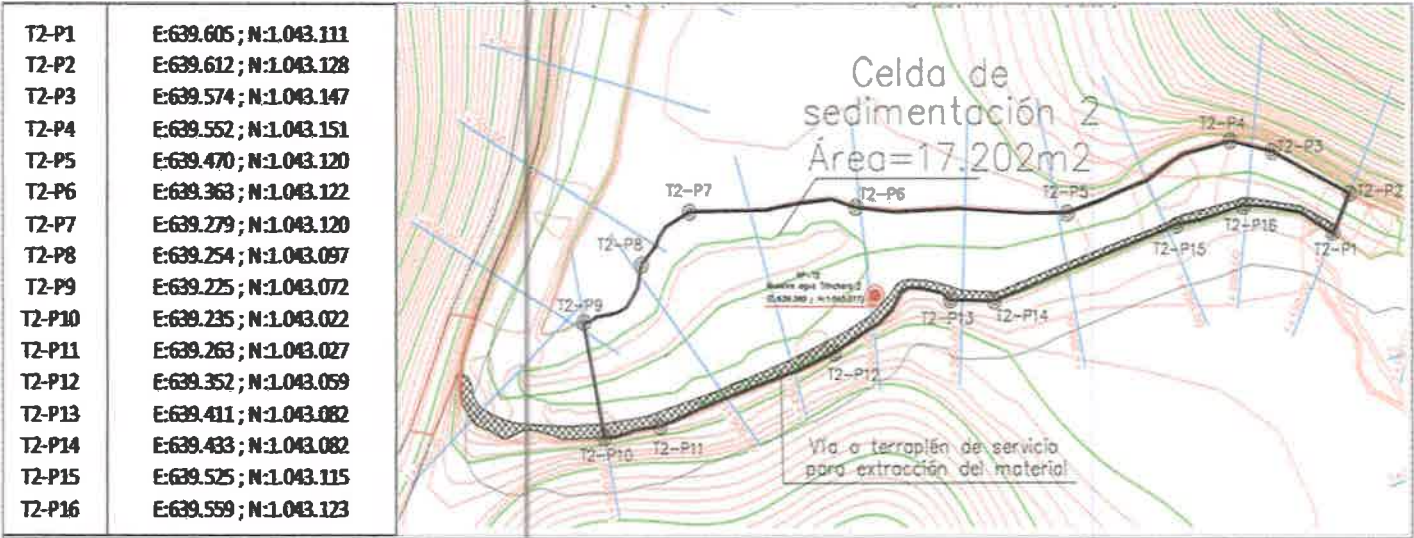 T2-P1 E:639.605 ; N:1.043.111
T2-P2 E:639.612 ; N:1.043.128
T2-P3 E:639.574 ; N:1.043.147
T2-P4 E:639.552 ; N:1.043.151
T2-P5 E:639.470 ; N:1.043.120
T2-P6 E:639.363 ; N:1.043.122
T2-P7 E:639.279 ; N:1.043.120
T2-P8 E:639.254 ; N:1.043.097
T2-P9 E:639.225 ; N:1.043.072
T2-P10 E:639.235 ; N:1.043.022
T2-P11 E:639.263 ; N:1.043.027
T2-P12 E:639.352 ; N:1.043.059
T2-P13 E:639.411 ; N:1.043.082
T2-P14 E:639.433 ; N:1.043.082
T2-P15 E:639.525 ; N:1.043.115
T2-P16 E:639.559 ; N:1.043.123
Celda de
sedimentación 2
Área=17.202m2
T2-P4
T2-P3
T2-P2
T2-P7
T2-P6
T2-P5
T2-P16
T2-P1
T2-P15
T2-P8
T2-P9
T2-P13
T2-P14
T2-P12
T2-P11
T2-P10
Vía o terraplén de servicio
para extracción del material